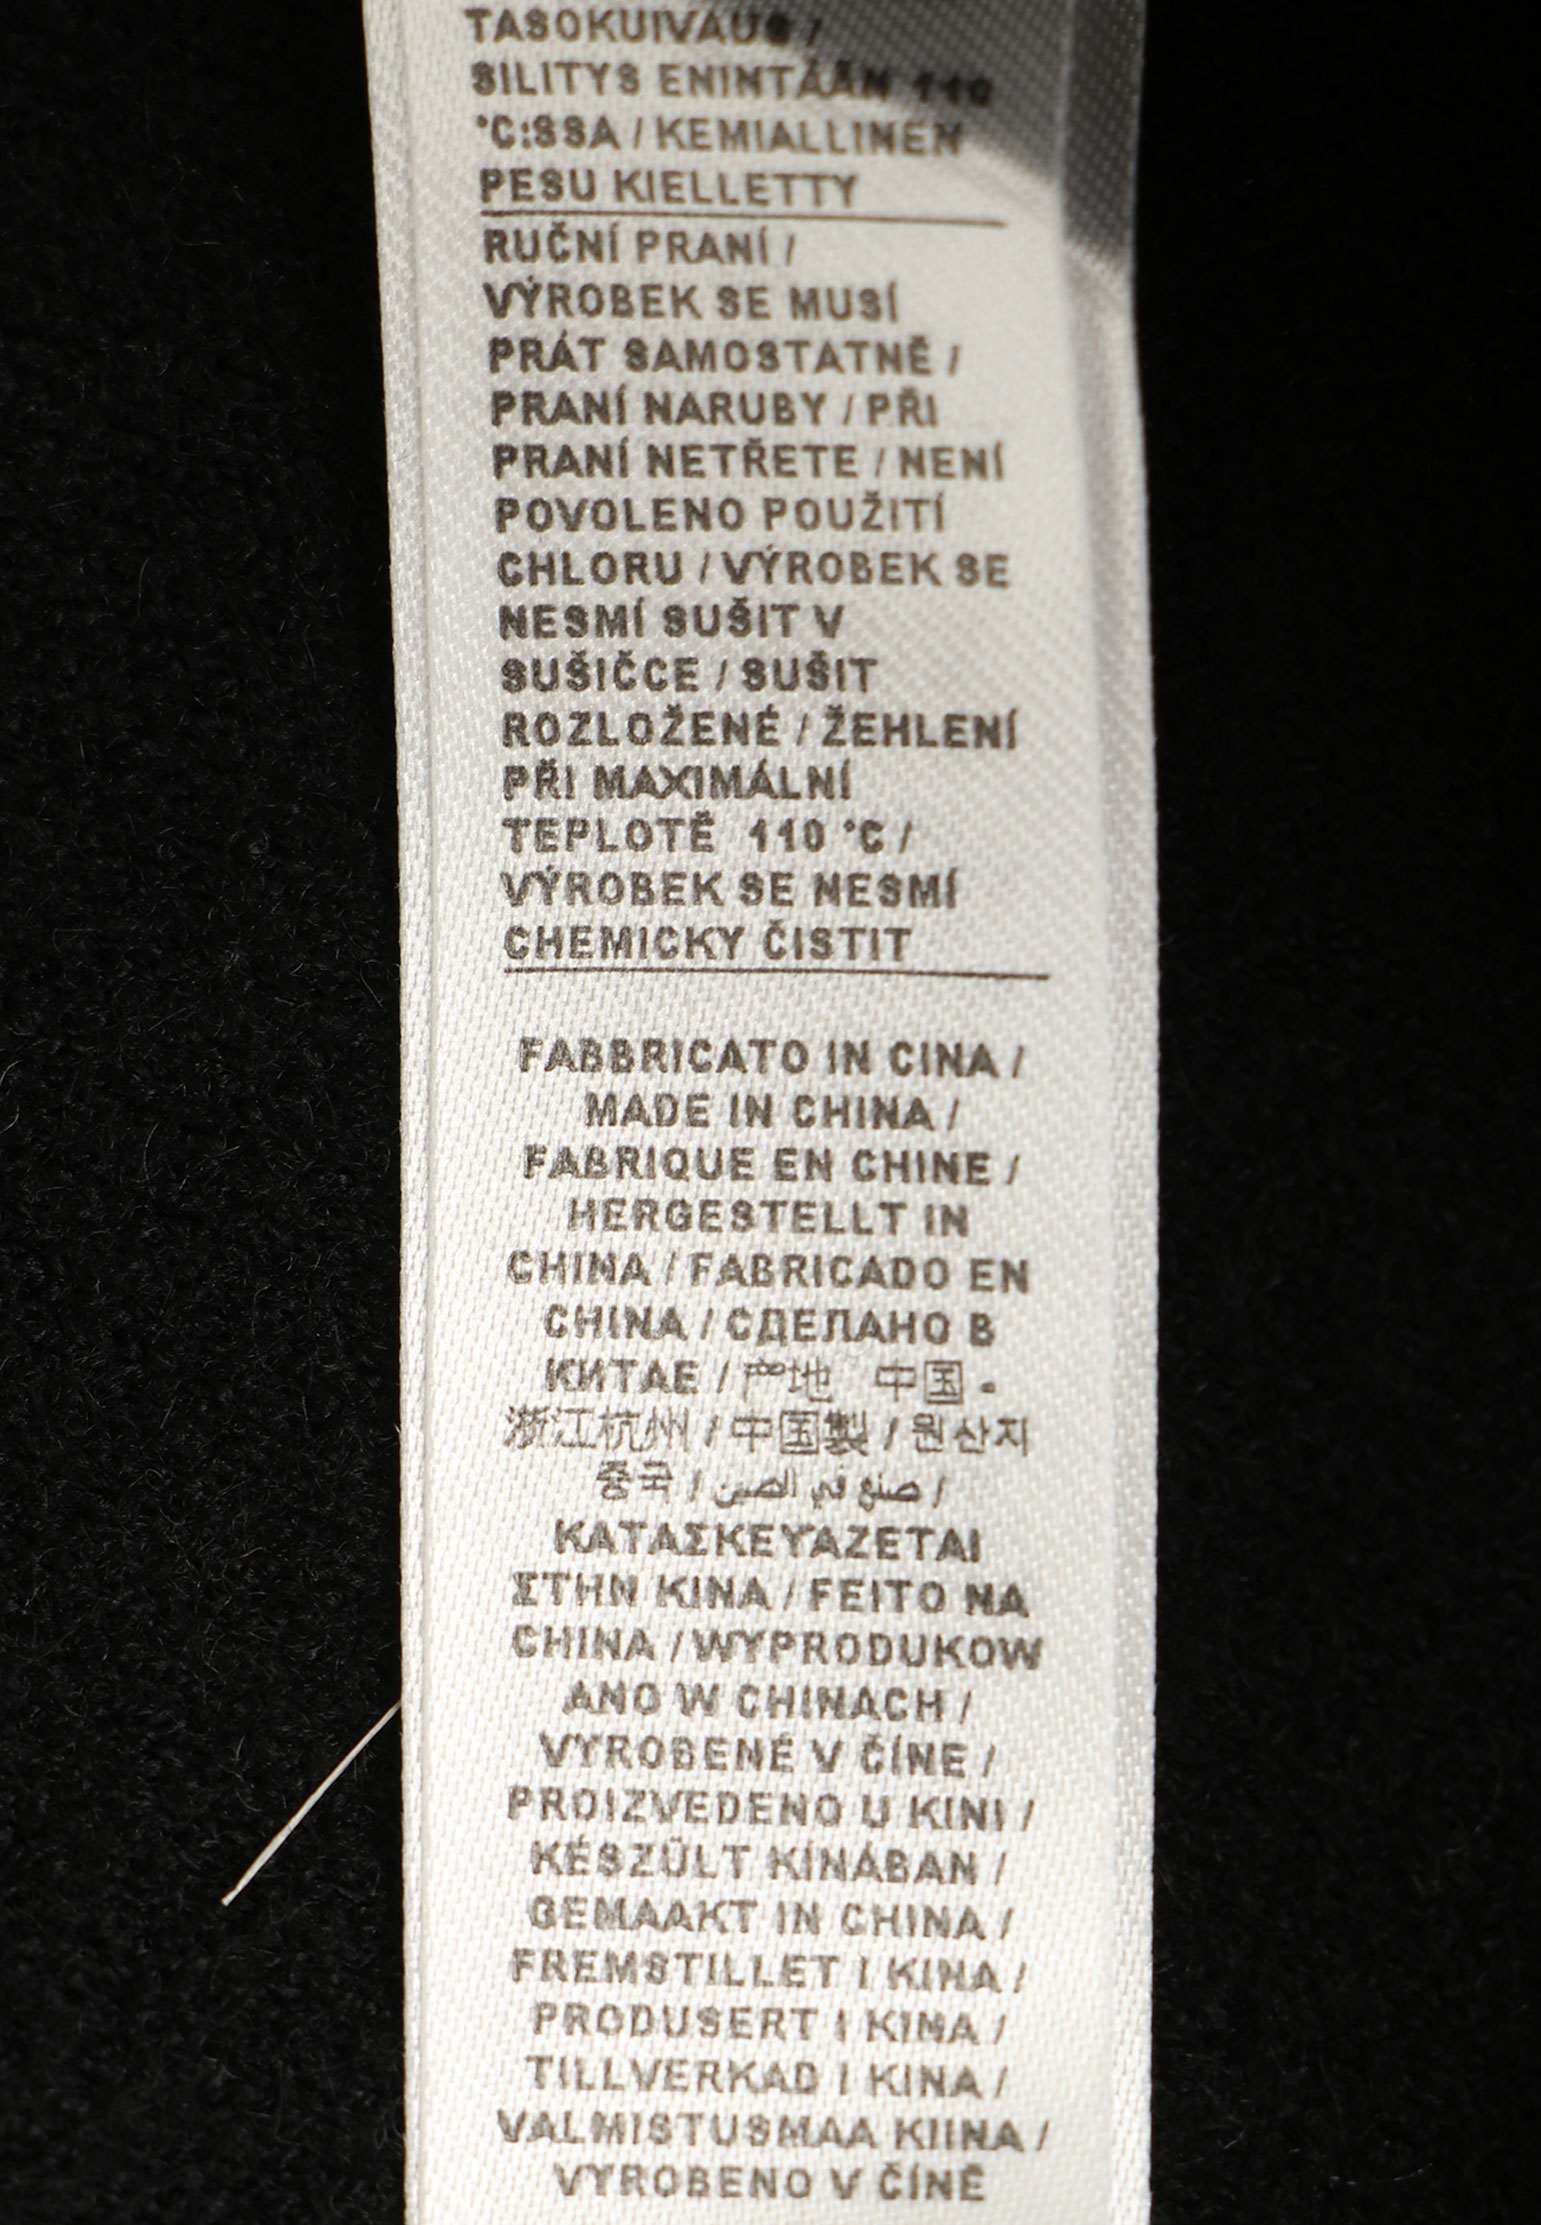 TASOKUIVAUS /
SILITYS ENINTÄÄN 110
°C:SSA / KEMIALLINEN
PESU KIELLETTY
RUČNÍ PRANÍ /
VÝROBEK SE MUSÍ
PRÁT SAMOSTATNĚ /
PRANÍ NARUBY / PŘI
PRANÍ NETŘETE / NENÍ
POVOLENO POUŽITÍ
CHLORU / VÝROBEK SE
NESMÍ SUŠIT V
SUŠIČCE / SUŠIT
ROZLOŽENÉ / ŽEHLENÍ
PŘI MAXIMÁLNÍ
TEPLOTĚ 110 °C /
VÝROBEK SE NESMÍ
CHEMICKY ČISTIT
FABBRICATO IN CINA /
MADE IN CHINA /
FABRIQUE EN CHINE /
HERGESTELLT IN
CHINA / FABRICADO EN
CHINA / СДЕЛАНО В
КИТАЕ / 产地 中国 -
浙江杭州 / 中国製 / 원산지
중국 / صنع في الصين /
ΚΑΤΑΣΚΕΥΑΖΕΤΑΙ
ΣΤΗΝ ΚΙΝΑ / FEITO NA
CHINA / WYPRODUKOW
ANO W CHINACH /
VYROBENÉ V ČÍNE /
PROIZVEDENO U KINI /
KÉSZÜLT KÍNÁBAN /
GEMAAKT IN CHINA /
FREMSTILLET I KINA /
PRODUSERT I KINA /
TILLVERKAD I KINA /
VALMISTUSMAA KIINA /
VYROBENO V ČÍNĚ